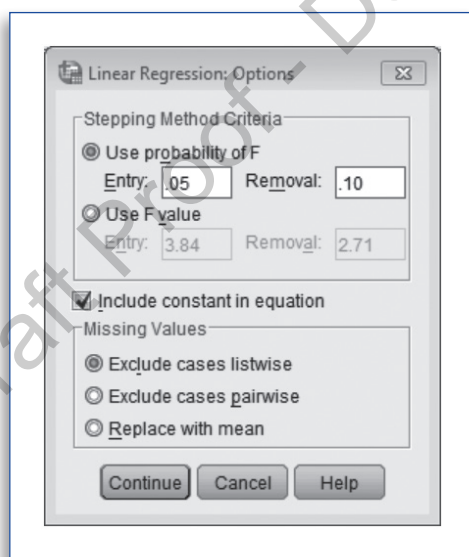 Linear Regression: Options
Stepping Method Criteria
Use probability of F
Entry: .05 Removal: .10
Use F value
Entry: 3.84 Removal: 2.71
Include constant in equation
Missing Values
Exclude cases listwise
Exclude cases pairwise
Replace with mean
Continue Cancel Help